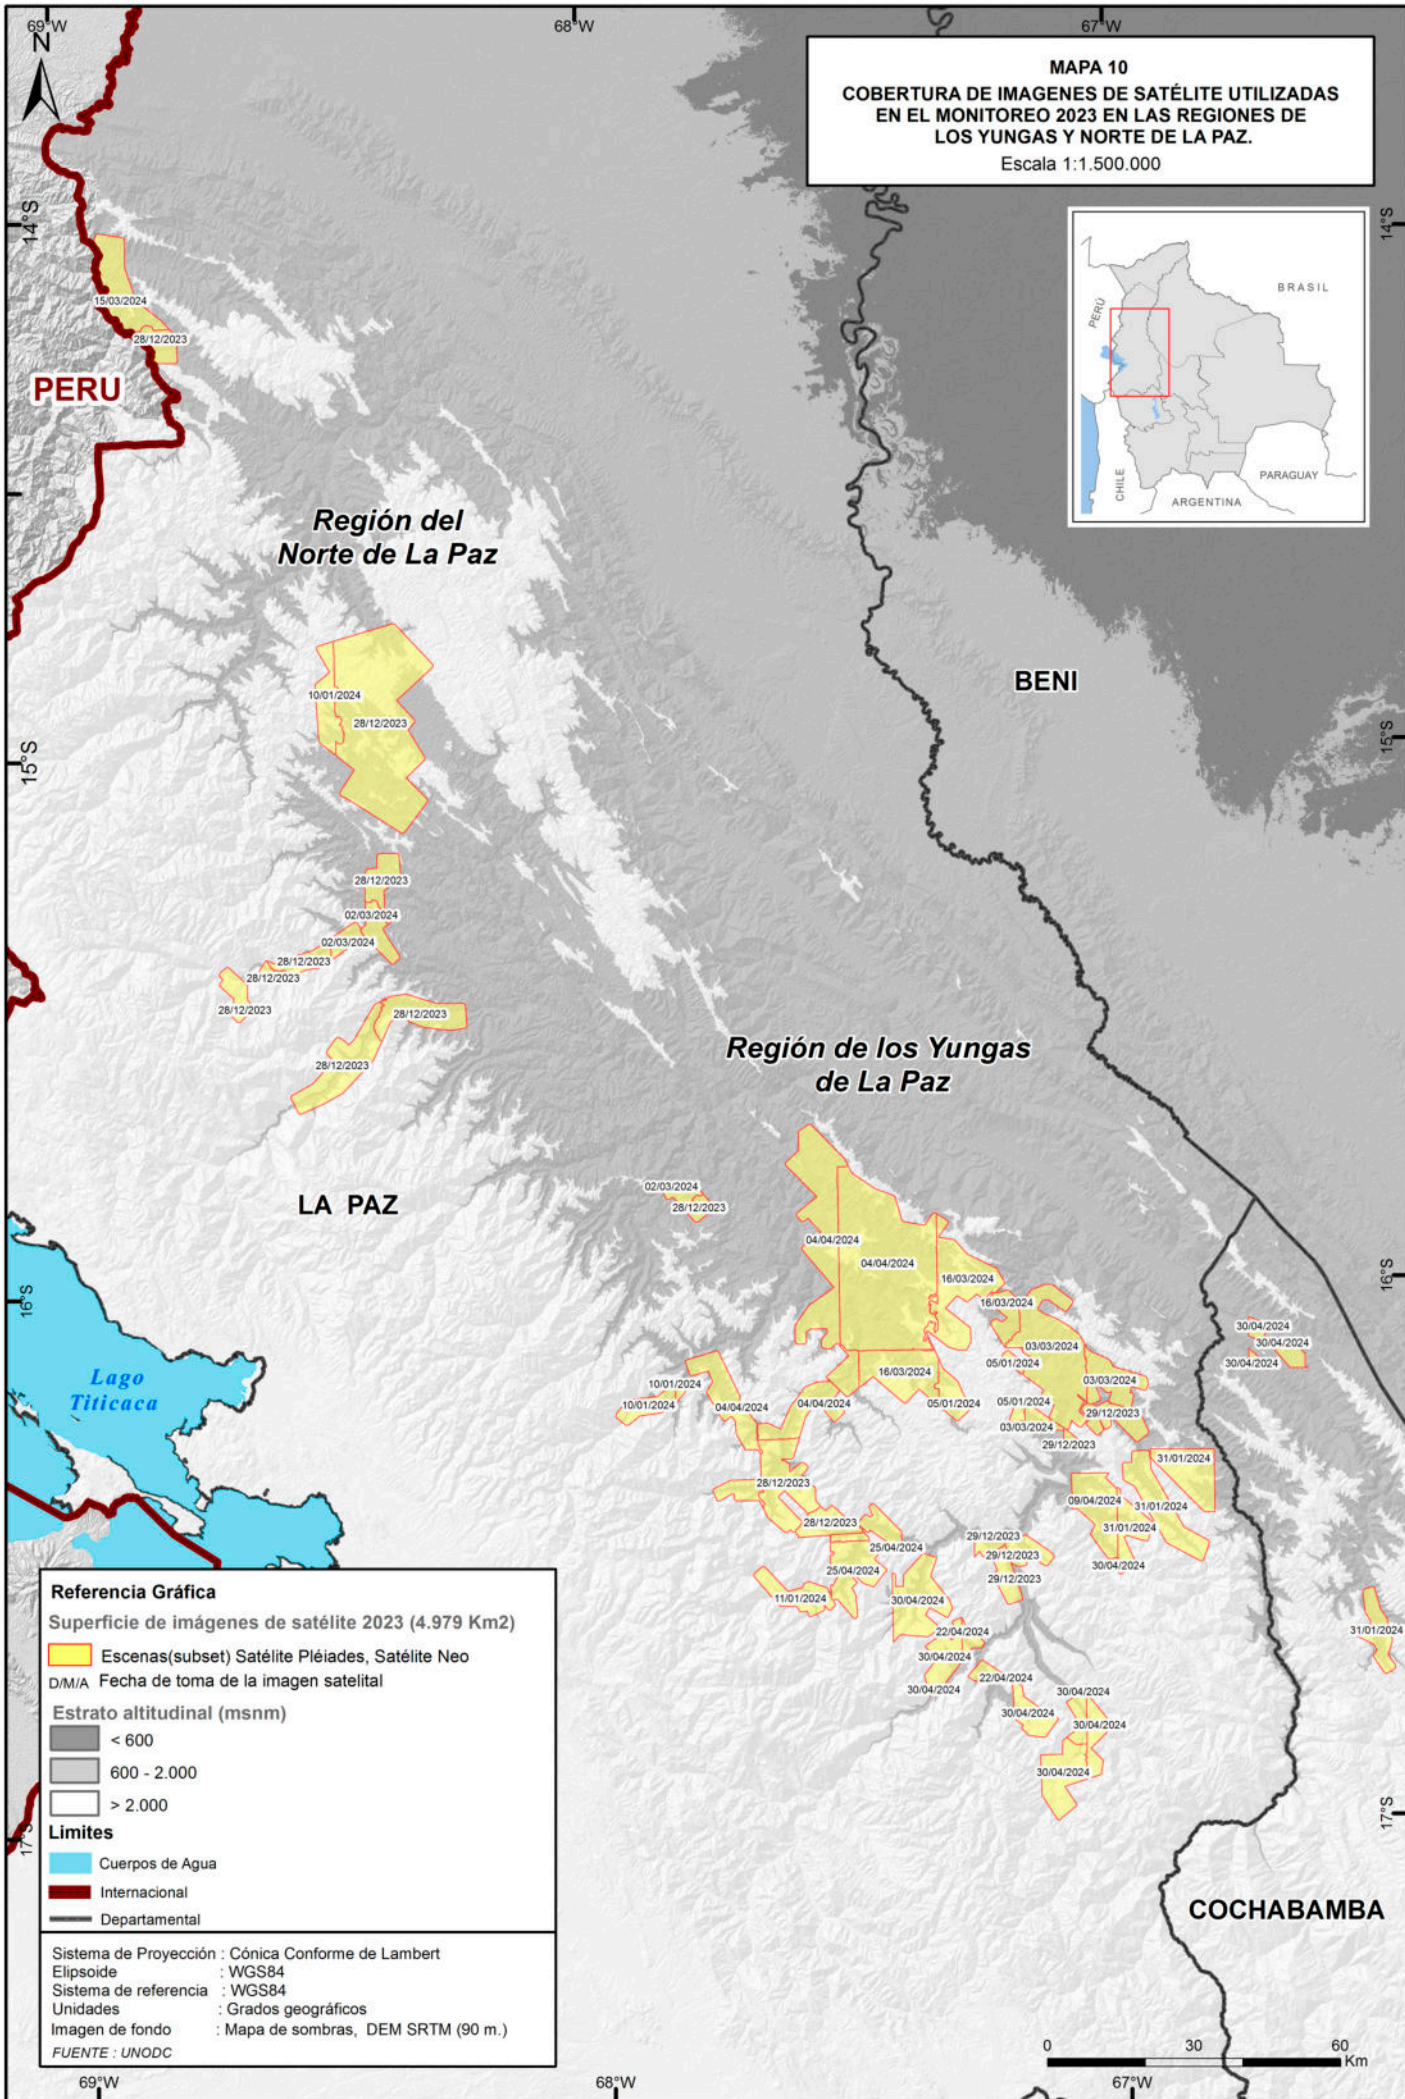 69°W
68°W
67°W
N
MAPA 10
COBERTURA DE IMAGENES DE SATÉLITE UTILIZADAS
EN EL MONITOREO 2023 EN LAS REGIONES DE
LOS YUNGAS Y NORTE DE LA PAZ.
Escala 1:1.500.000
14°S
14°S
BRASIL
PERÚ
PARAGUAY
CHILE
ARGENTINA
15/03/2024
28/12/2023
PERU
Región del
Norte de La Paz
BENI
10/01/2024
28/12/2023
15°S
15°S
28/12/2023
02/03/2024
02/03/2024
28/12/2023
28/12/2023
28/12/2023
28/12/2023
28/12/2023
Región de los Yungas
de La Paz
LA PAZ
02/03/2024
28/12/2023
04/04/2024
04/04/2024
16/03/2024
16°S
16°S
16/03/2024
30/04/2024
30/04/2024
30/04/2024
03/03/2024
05/01/2024
16/03/2024
03/03/2024
Lago
Titicaca
10/01/2024
10/01/2024
04/04/2024
04/04/2024
05/01/2024
05/01/2024
03/03/2024
29/12/2023
29/12/2023
31/01/2024
28/12/2023
09/04/2024
31/01/2024
28/12/2023
31/01/2024
29/12/2023
25/04/2024
29/12/2023
30/04/2024
25/04/2024
29/12/2023
11/01/2024
30/04/2024
22/04/2024
31/01/2024
30/04/2024
22/04/2024
30/04/2024
30/04/2024
30/04/2024
30/04/2024
30/04/2024
17°S
17°S
COCHABAMBA
Referencia Gráfica
Superficie de imágenes de satélite 2023 (4.979 Km2)
Escenas(subset) Satélite Pléiades, Satélite Neo
D/M/A Fecha de toma de la imagen satelital
Estrato altitudinal (msnm)
< 600
600 - 2.000
> 2.000
Limites
Cuerpos de Agua
Internacional
Departamental
Sistema de Proyección : Cónica Conforme de Lambert
Elipsoide : WGS84
Sistema de referencia : WGS84
Unidades : Grados geográficos
Imagen de fondo : Mapa de sombras, DEM SRTM (90 m.)
FUENTE : UNODC
0 30 60
Km
69°W
68°W
67°W